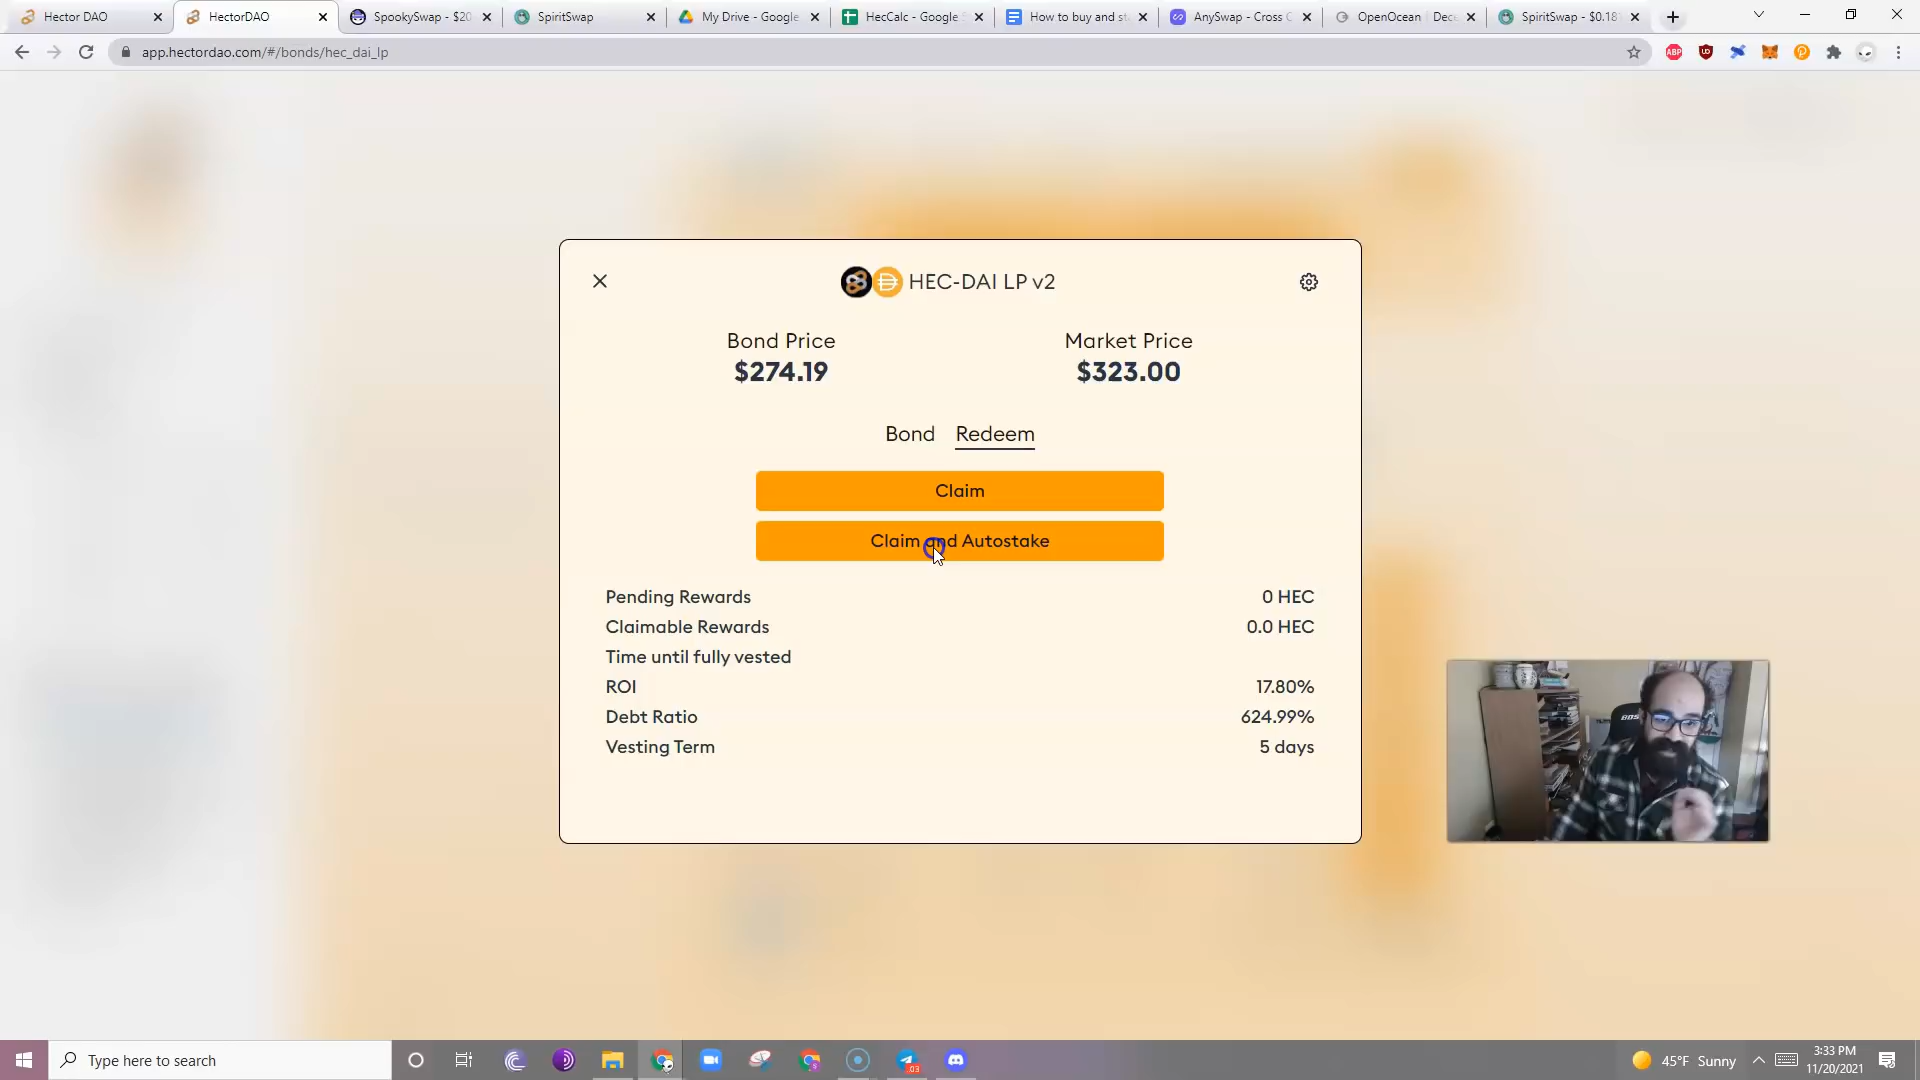 Hector DAO
HectorDAO
SpookySwap - $20
SpiritSwap
My Drive - Google
HecCalc - Google S
How to buy and st
AnySwap - Cross C
OpenOcean | Dece
SpiritSwap - $0.18
app.hectordao.com/#/bonds/hec_dai_lp
ABP
HEC-DAI LP v2
Bond Price
Market Price
$274.19
$323.00
Bond
Redeem
Claim
Claim and Autostake
Pending Rewards
0 HEC
Claimable Rewards
0.0 HEC
Time until fully vested
ROI
17.80%
Debt Ratio
624.99%
Vesting Term
5 days
Type here to search
45°F Sunny
3:33 PM
11/20/2021